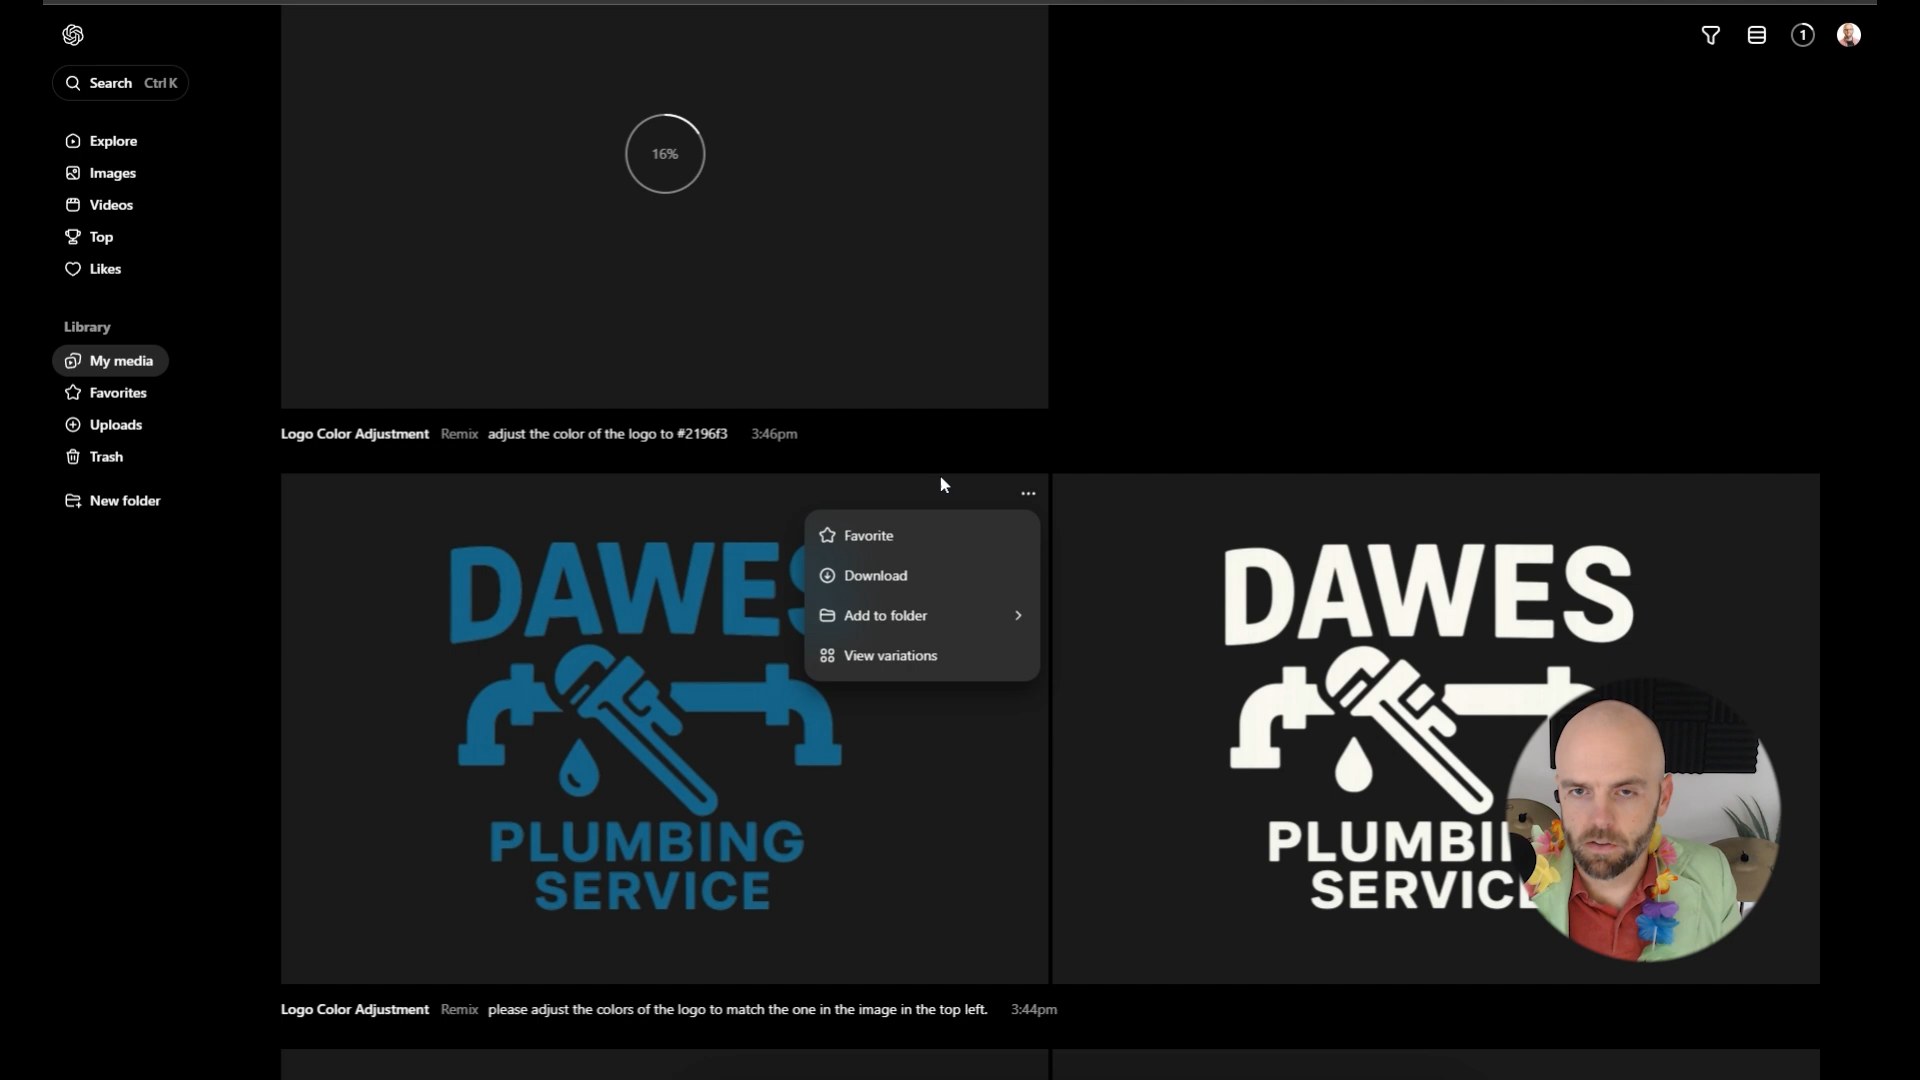 Search Ctrl K
1
Explore
Images
Videos
Top
Likes
Library
My media
Favorites
Uploads
Trash
New folder
16%
Logo Color Adjustment Remix adjust the color of the logo to #2196f3 3:46pm
DAWES
PLUMBING
SERVICE
Favorite
Download
Add to folder
View variations
DAWES
PLUMBIN
SERVICE
Logo Color Adjustment Remix please adjust the colors of the logo to match the one in the image in the top left. 3:44pm